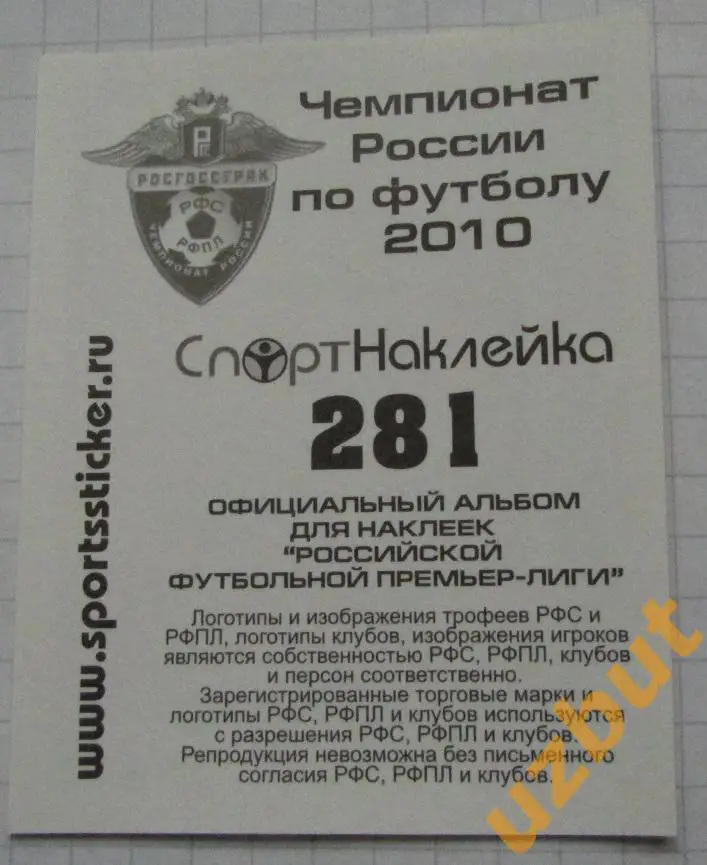 Чемпионат
России
по футболу
2010
РОСГОССТРАХ
РФС
РФПЛ
ЧЕМПИОНАТ РОССИИ
СпортНаклейка
281
www.sportssticker.ru
ОФИЦИАЛЬНЫЙ АЛЬБОМ
ДЛЯ НАКЛЕЕК
“РОССИЙСКОЙ
ФУТБОЛЬНОЙ ПРЕМЬЕР-ЛИГИ”
Логотипы и изображения трофеев РФС и
РФПЛ, логотипы клубов, изображения игроков
являются собственностью РФС, РФПЛ, клубов
и персон соответственно.
Зарегистрированные торговые марки и
логотипы РФС, РФПЛ и клубов используются
с разрешения РФС, РФПЛ и клубов.
Репродукция невозможна без письменного
согласия РФС, РФПЛ и клубов.
uzbut